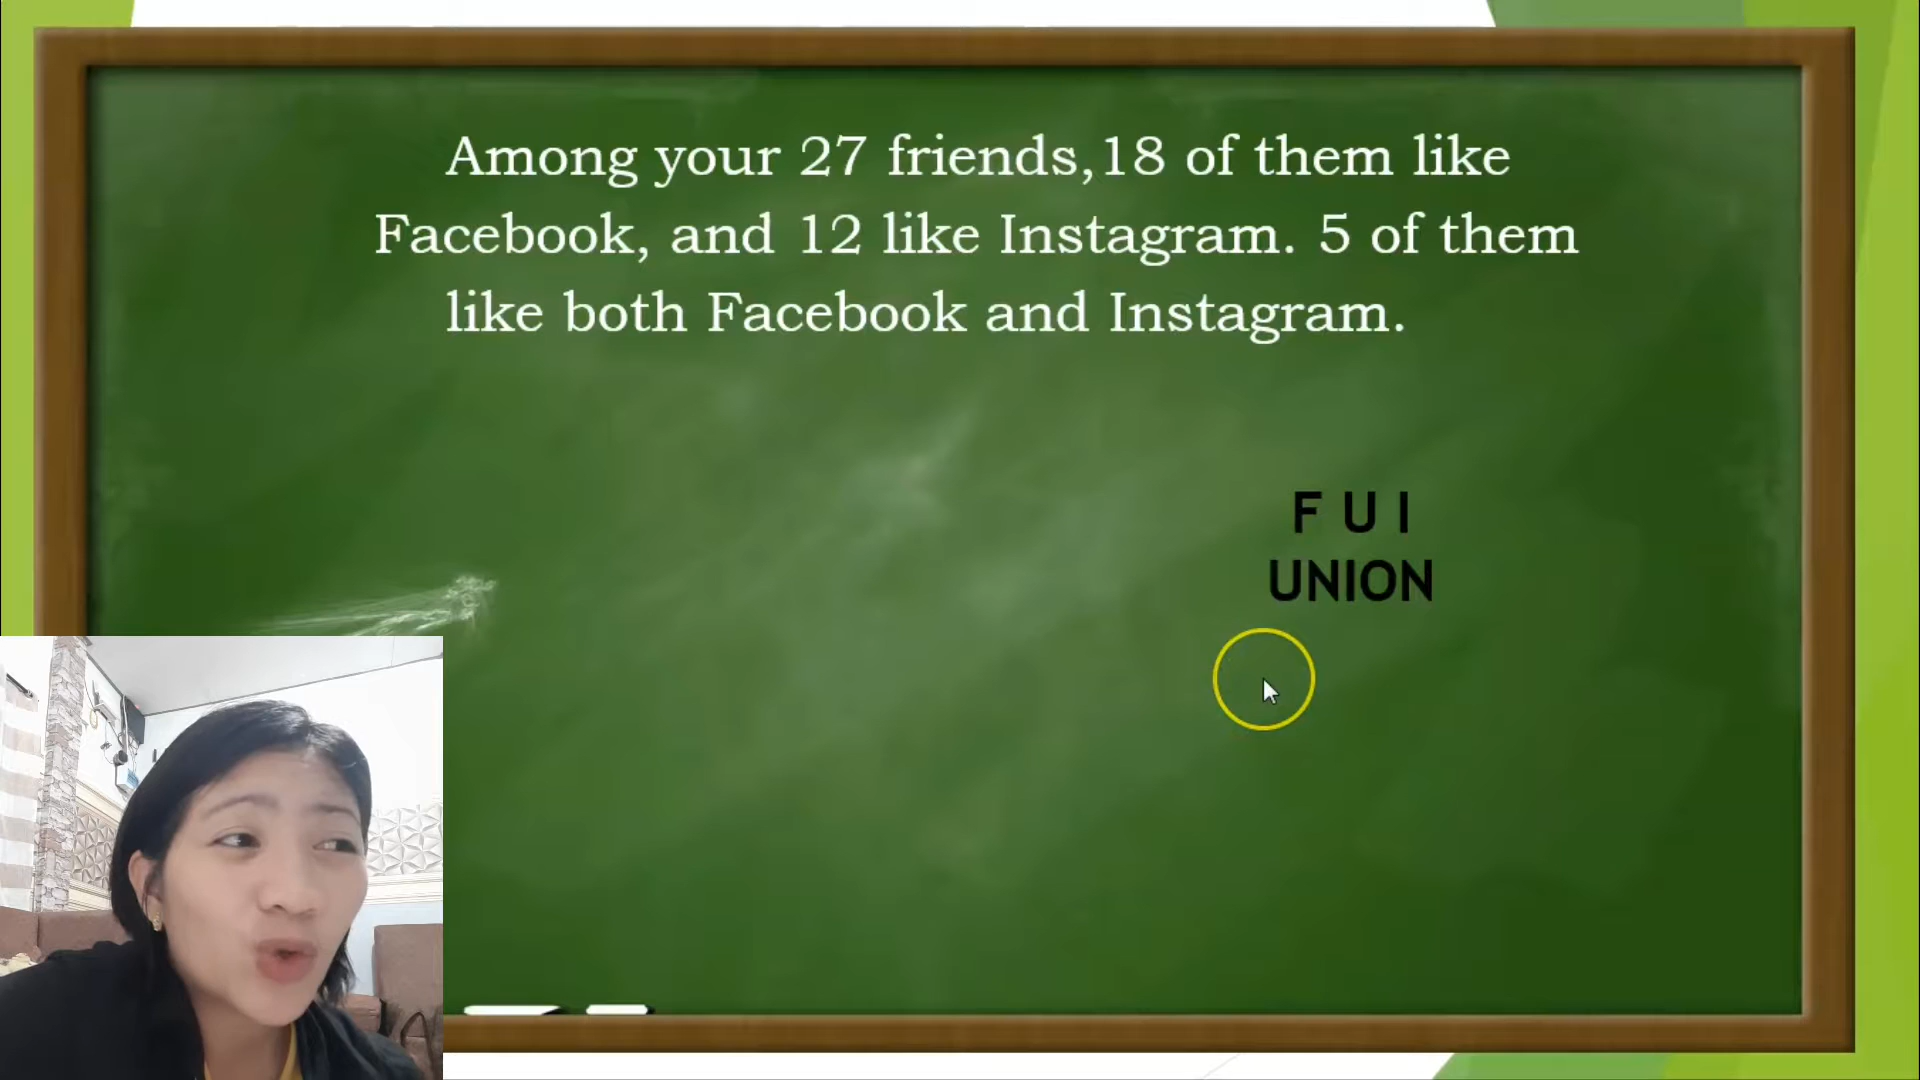 Among your 27 friends,18 of them like
Facebook, and 12 like Instagram. 5 of them
like both Facebook and Instagram.
F U I
UNION